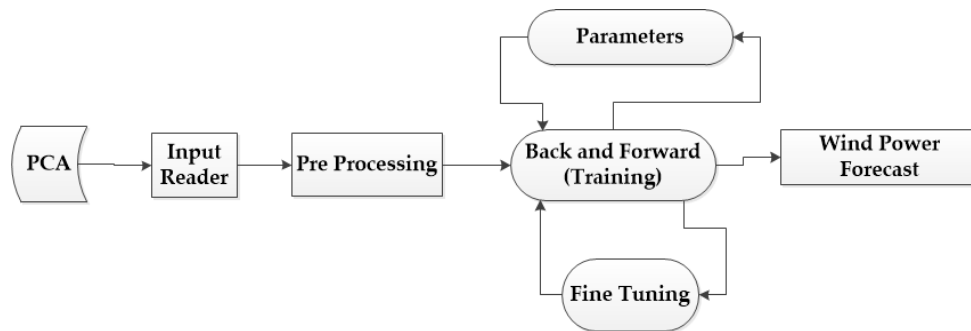 Parameters
PCA
Input
Reader
Pre Processing
Back and Forward
(Training)
Wind Power
Forecast
Fine Tuning